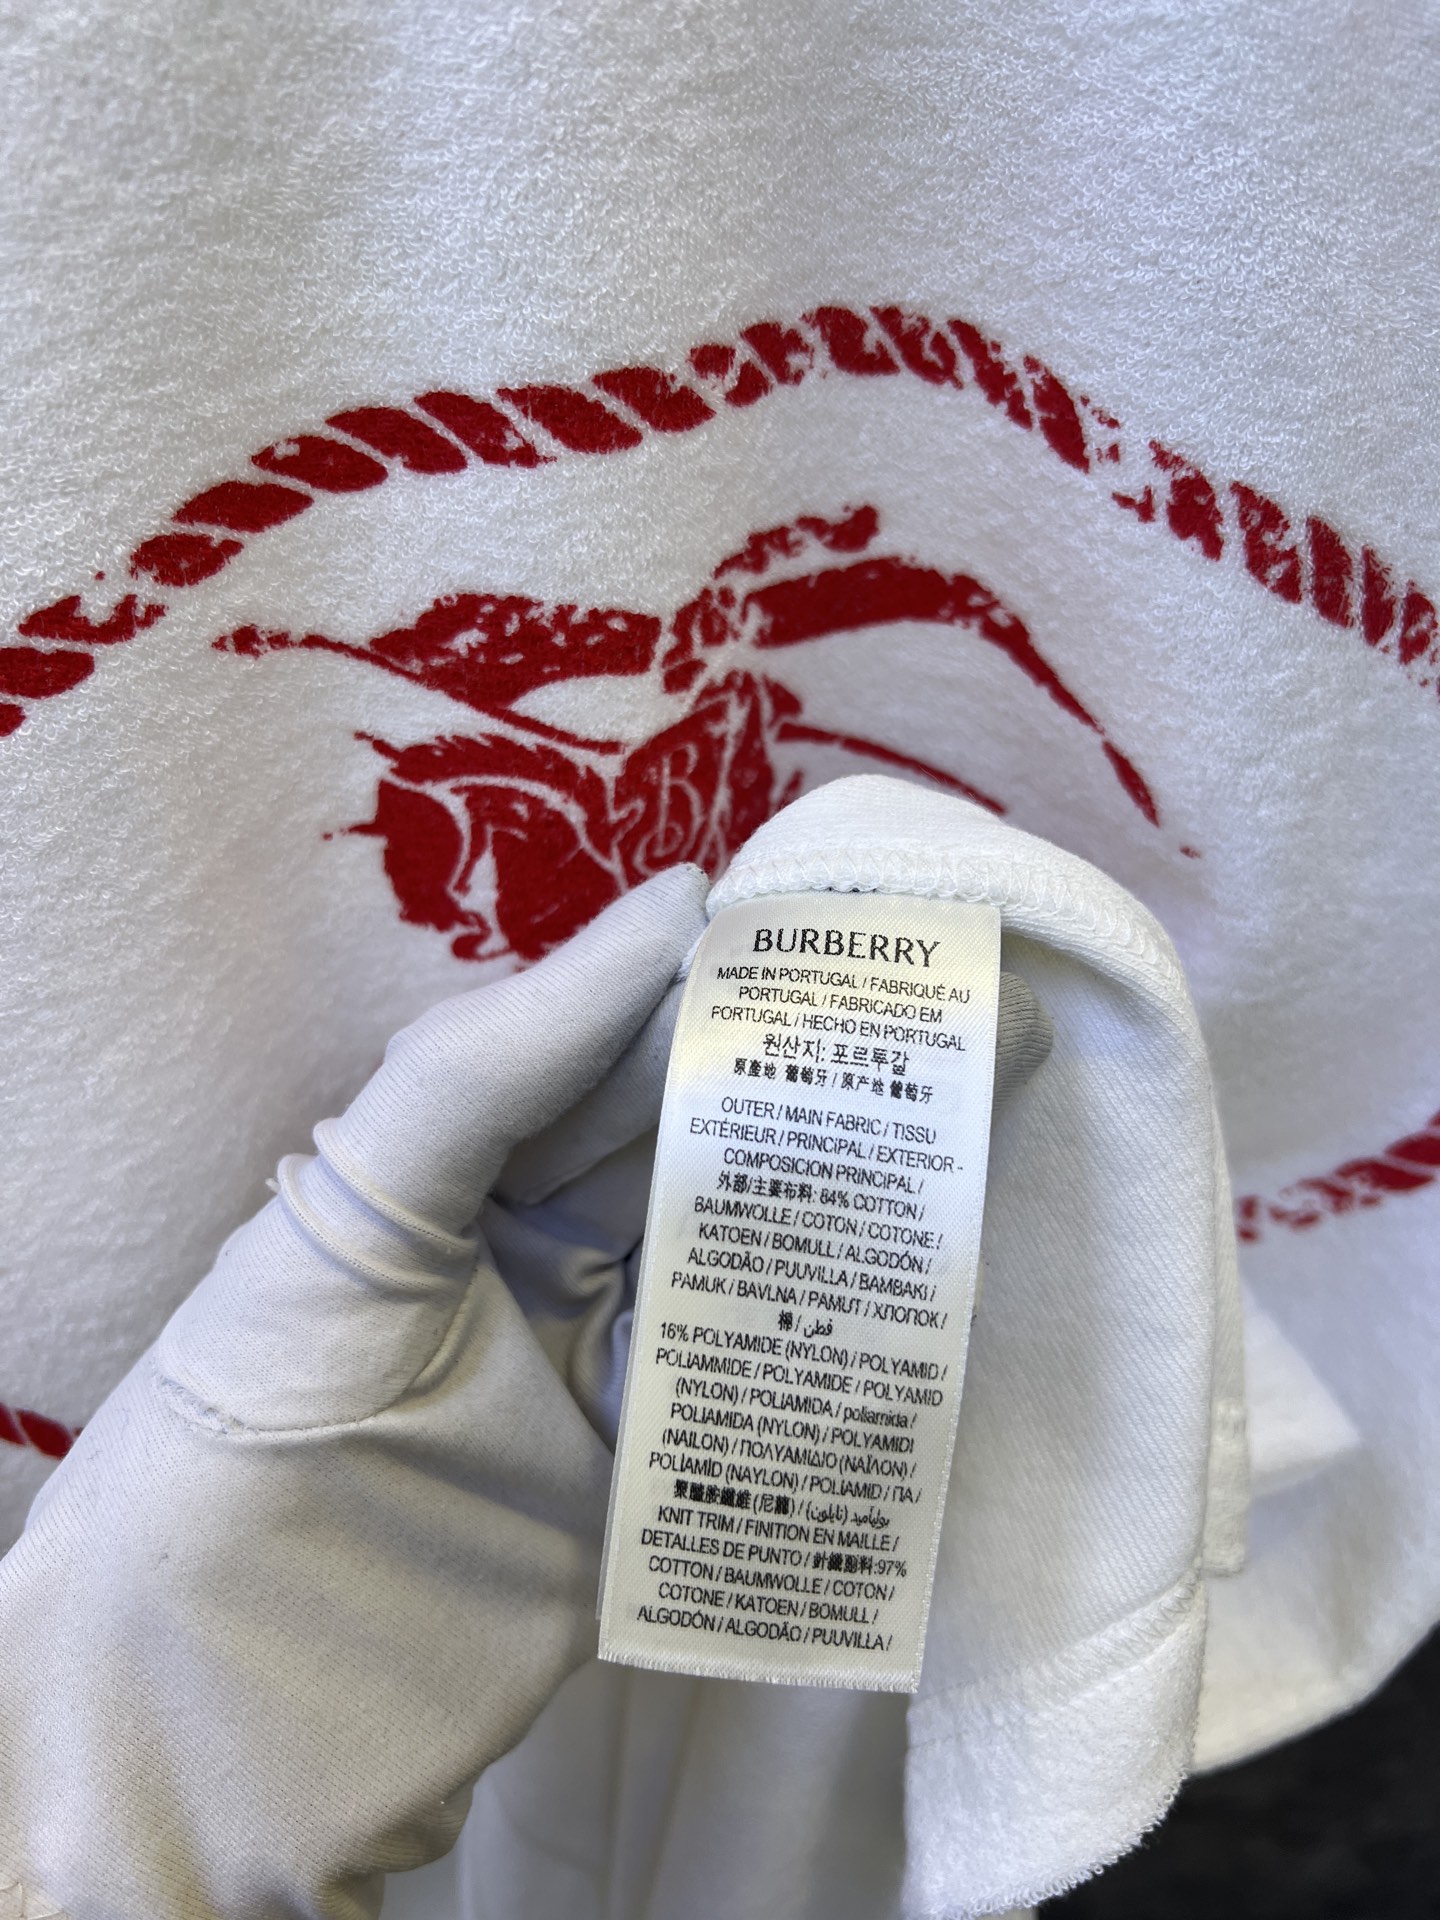 BURBERRY
MADE IN PORTUGAL / FABRIQUÉ AU
PORTUGAL / FABRICADO EM
PORTUGAL / HECHO EN PORTUGAL
원산지: 포르투갈
原產地 葡萄牙 / 原产地 葡萄牙
OUTER / MAIN FABRIC / TISSU
EXTÉRIEUR / PRINCIPAL / EXTERIOR -
COMPOSICION PRINCIPAL /
外部/主要布料: 84% COTTON /
BAUMWOLLE / COTON / COTONE /
KATOEN / BOMULL / ALGODÓN /
ALGODÃO / PUUVILLA / BAMBAKI /
PAMUK / BAVLNA / PAMUT / ХЛОПОК /
棉 / قطن
16% POLYAMIDE (NYLON) / POLYAMID /
POLIAMMIDE / POLYAMIDE / POLYAMID
(NYLON) / POLIAMIDA / poliamida /
POLIAMIDA (NYLON) / POLYAMIDI
(NAILON) / ΠΟΛΥΑΜΙΔΙΟ (ΝΑΪΛΟΝ) /
POLİAMİD (NAYLON) / POLİAMİD / ПА /
聚醯胺纖維 (尼龍) / بولياميد (نايلون)
KNIT TRIM / FINITION EN MAILLE /
DETALLES DE PUNTO / 針織 :97%
COTTON / BAUMWOLLE / COTON /
COTONE / KATOEN / BOMULL /
ALGODÓN / ALGODÃO / PUUVILLA /
B